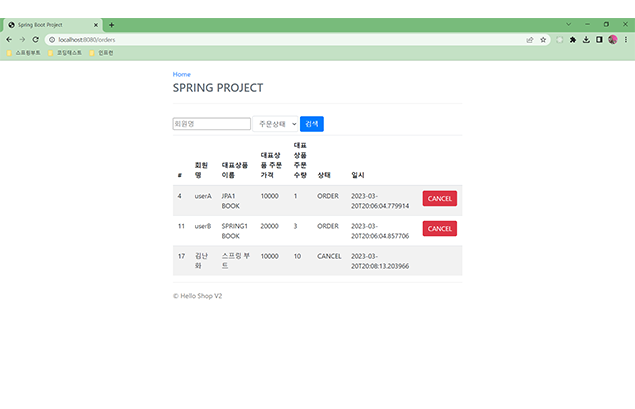 Spring Boot Project
localhost:8080/orders
스프링부트 코딩테스트 인프런
Home
SPRING PROJECT
회원명 주문상태 검색
# 회원명 대표상품 이름 대표상품 주문가격 대표상품 주문수량 상태 일시
4 userA JPA1 BOOK 10000 1 ORDER 2023-03-20T20:06:04.779914 CANCEL
11 userB SPRING1 BOOK 20000 3 ORDER 2023-03-20T20:06:04.857706 CANCEL
17 김난화 스프링 부트 10000 10 CANCEL 2023-03-20T20:08:13.203966
© Hello Shop V2